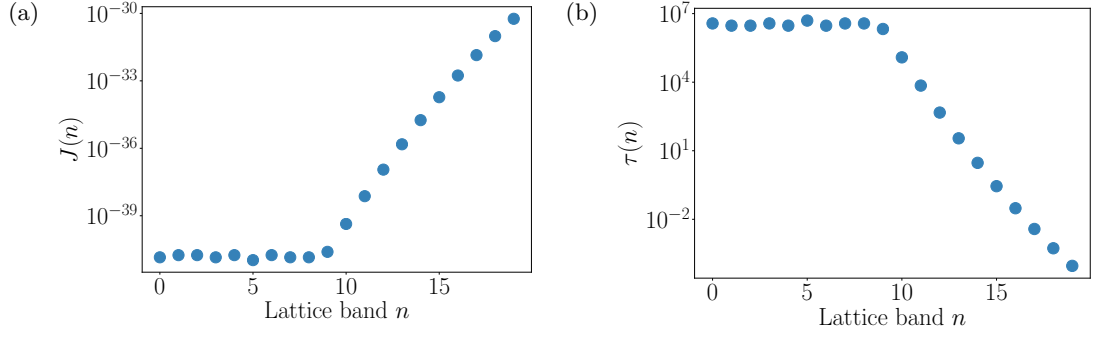 (a)
10^{-30}
10^{-33}
10^{-36}
10^{-39}
J(n)
0 5 10 15
Lattice band n
(b)
10^7
10^4
10^1
10^{-2}
τ(n)
0 5 10 15
Lattice band n